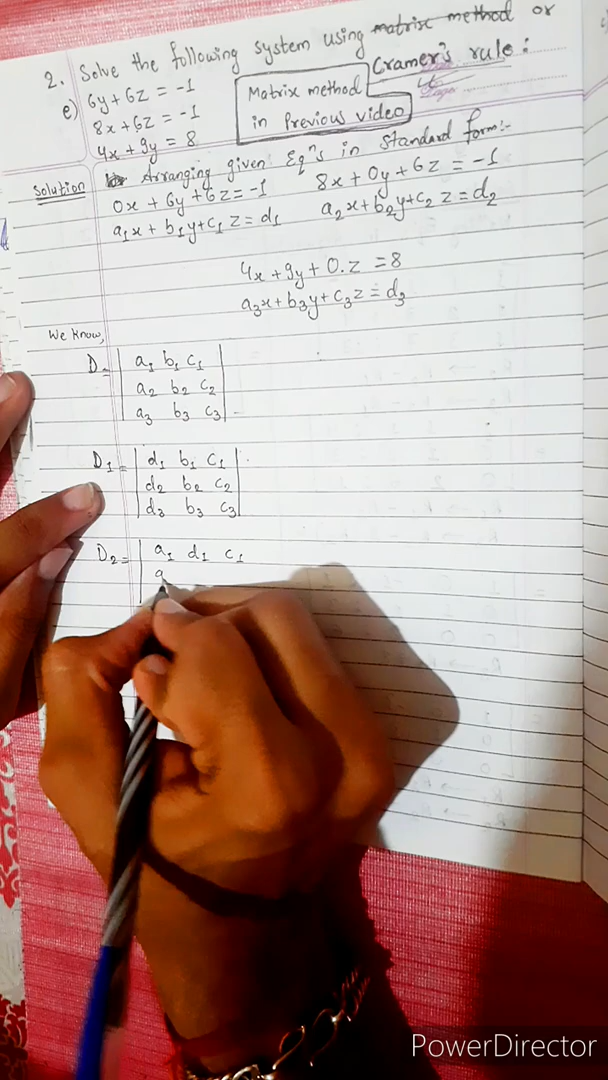 2. Solve the following system using matrix method or
Cramer's rule:
e) 6y + 6z = -1
8x + 6z = -1
4x + 9y = 8
Matrix method
in Previous video
Solution Arranging given Eqⁿs in standard form:-
0x + 6y + 6z = -1 8x + 0y + 6z = -1
a₁x + b₁y + c₁z = d₁ a₂x + b₂y + c₂z = d₂
4x + 9y + 0.z = 8
a₃x + b₃y + c₃z = d₃
We know,
D = | a₁ b₁ c₁ |
a₂ b₂ c₂
a₃ b₃ c₃
D₁ = | d₁ b₁ c₁ |
d₂ b₂ c₂
d₃ b₃ c₃
D₂ = | a₁ d₁ c₁
a
PowerDirector